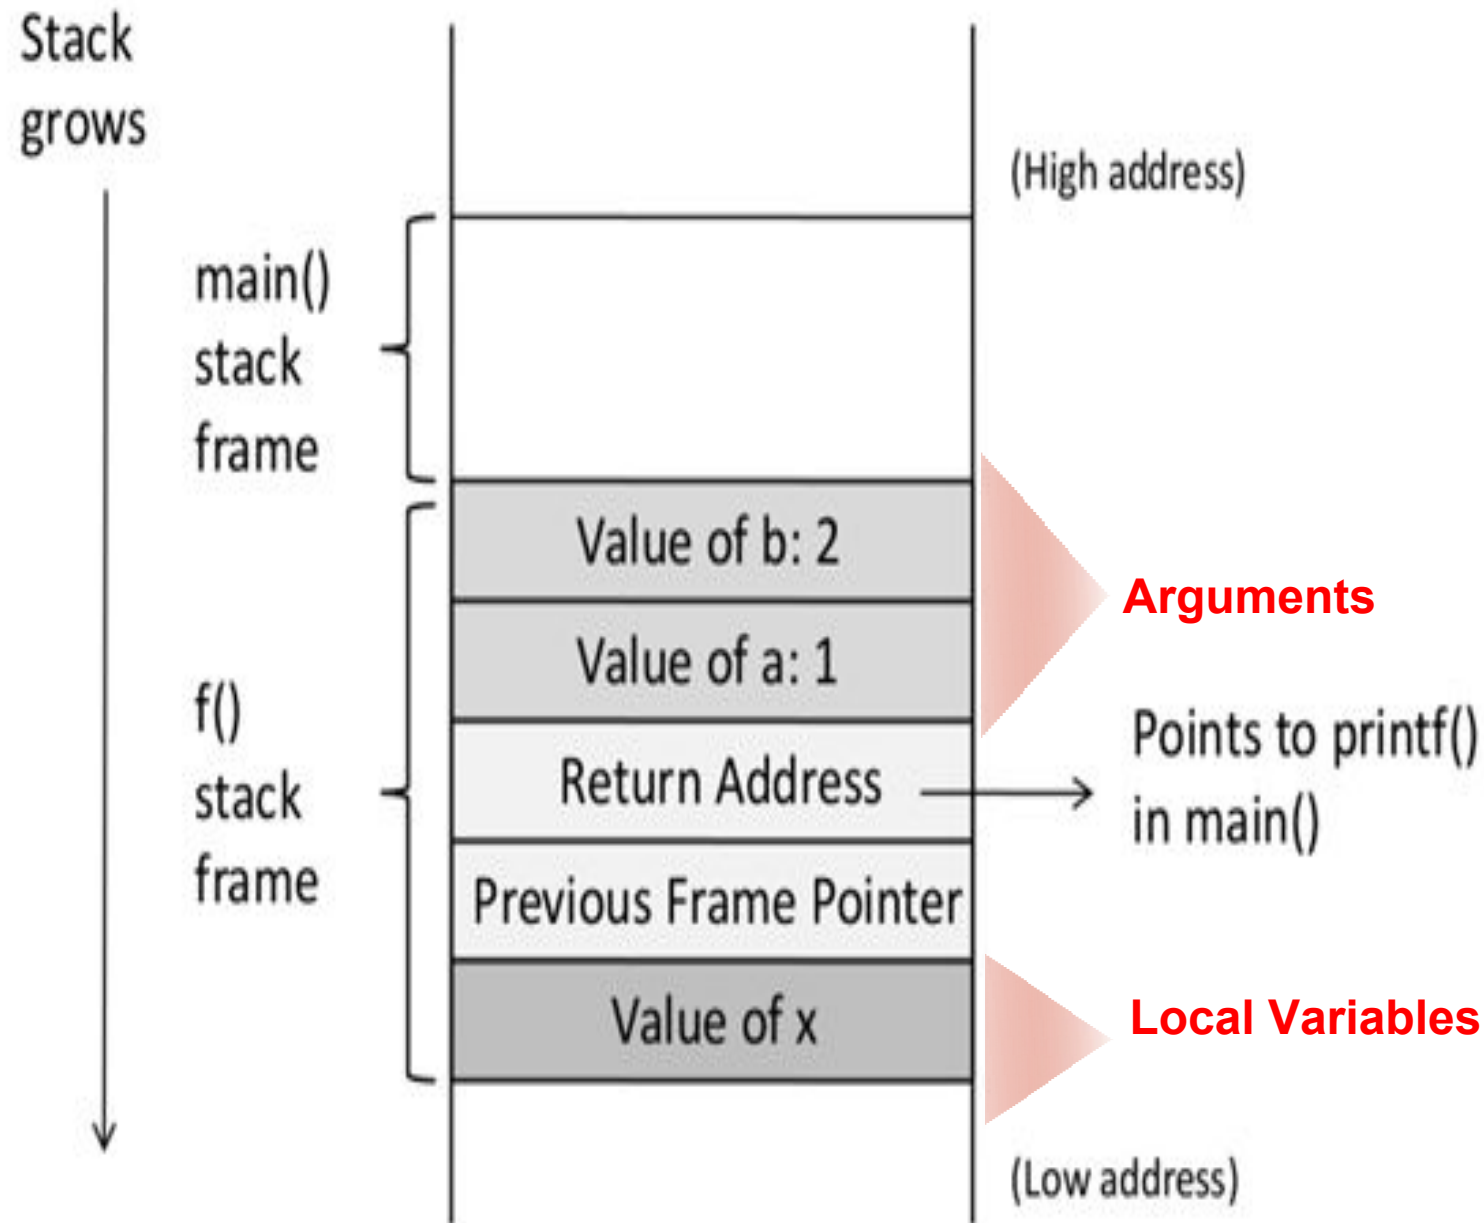 Stack
grows
(High address)
main()
stack
frame
Value of b: 2
Arguments
Value of a: 1
f()
stack
frame
Return Address
Points to printf()
in main()
Previous Frame Pointer
Value of x
Local Variables
(Low address)